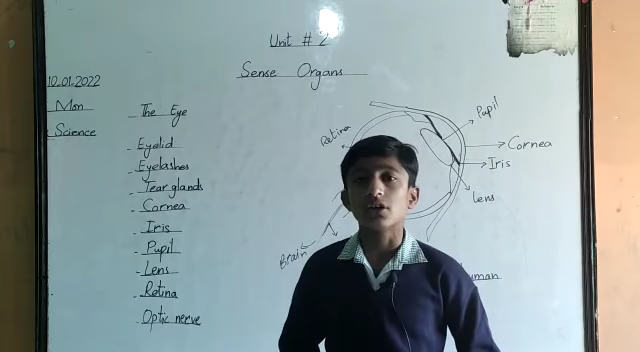 Unit # 2
Sense Organs
10.01.2022
Mon
Science
- The Eye
- Eyelid
- Eyelashes
- Tear glands
- Cornea
- Iris
- Pupil
- Lens
- Retina
- Optic nerve
Retina
Pupil
Cornea
Iris
Lens
Brain